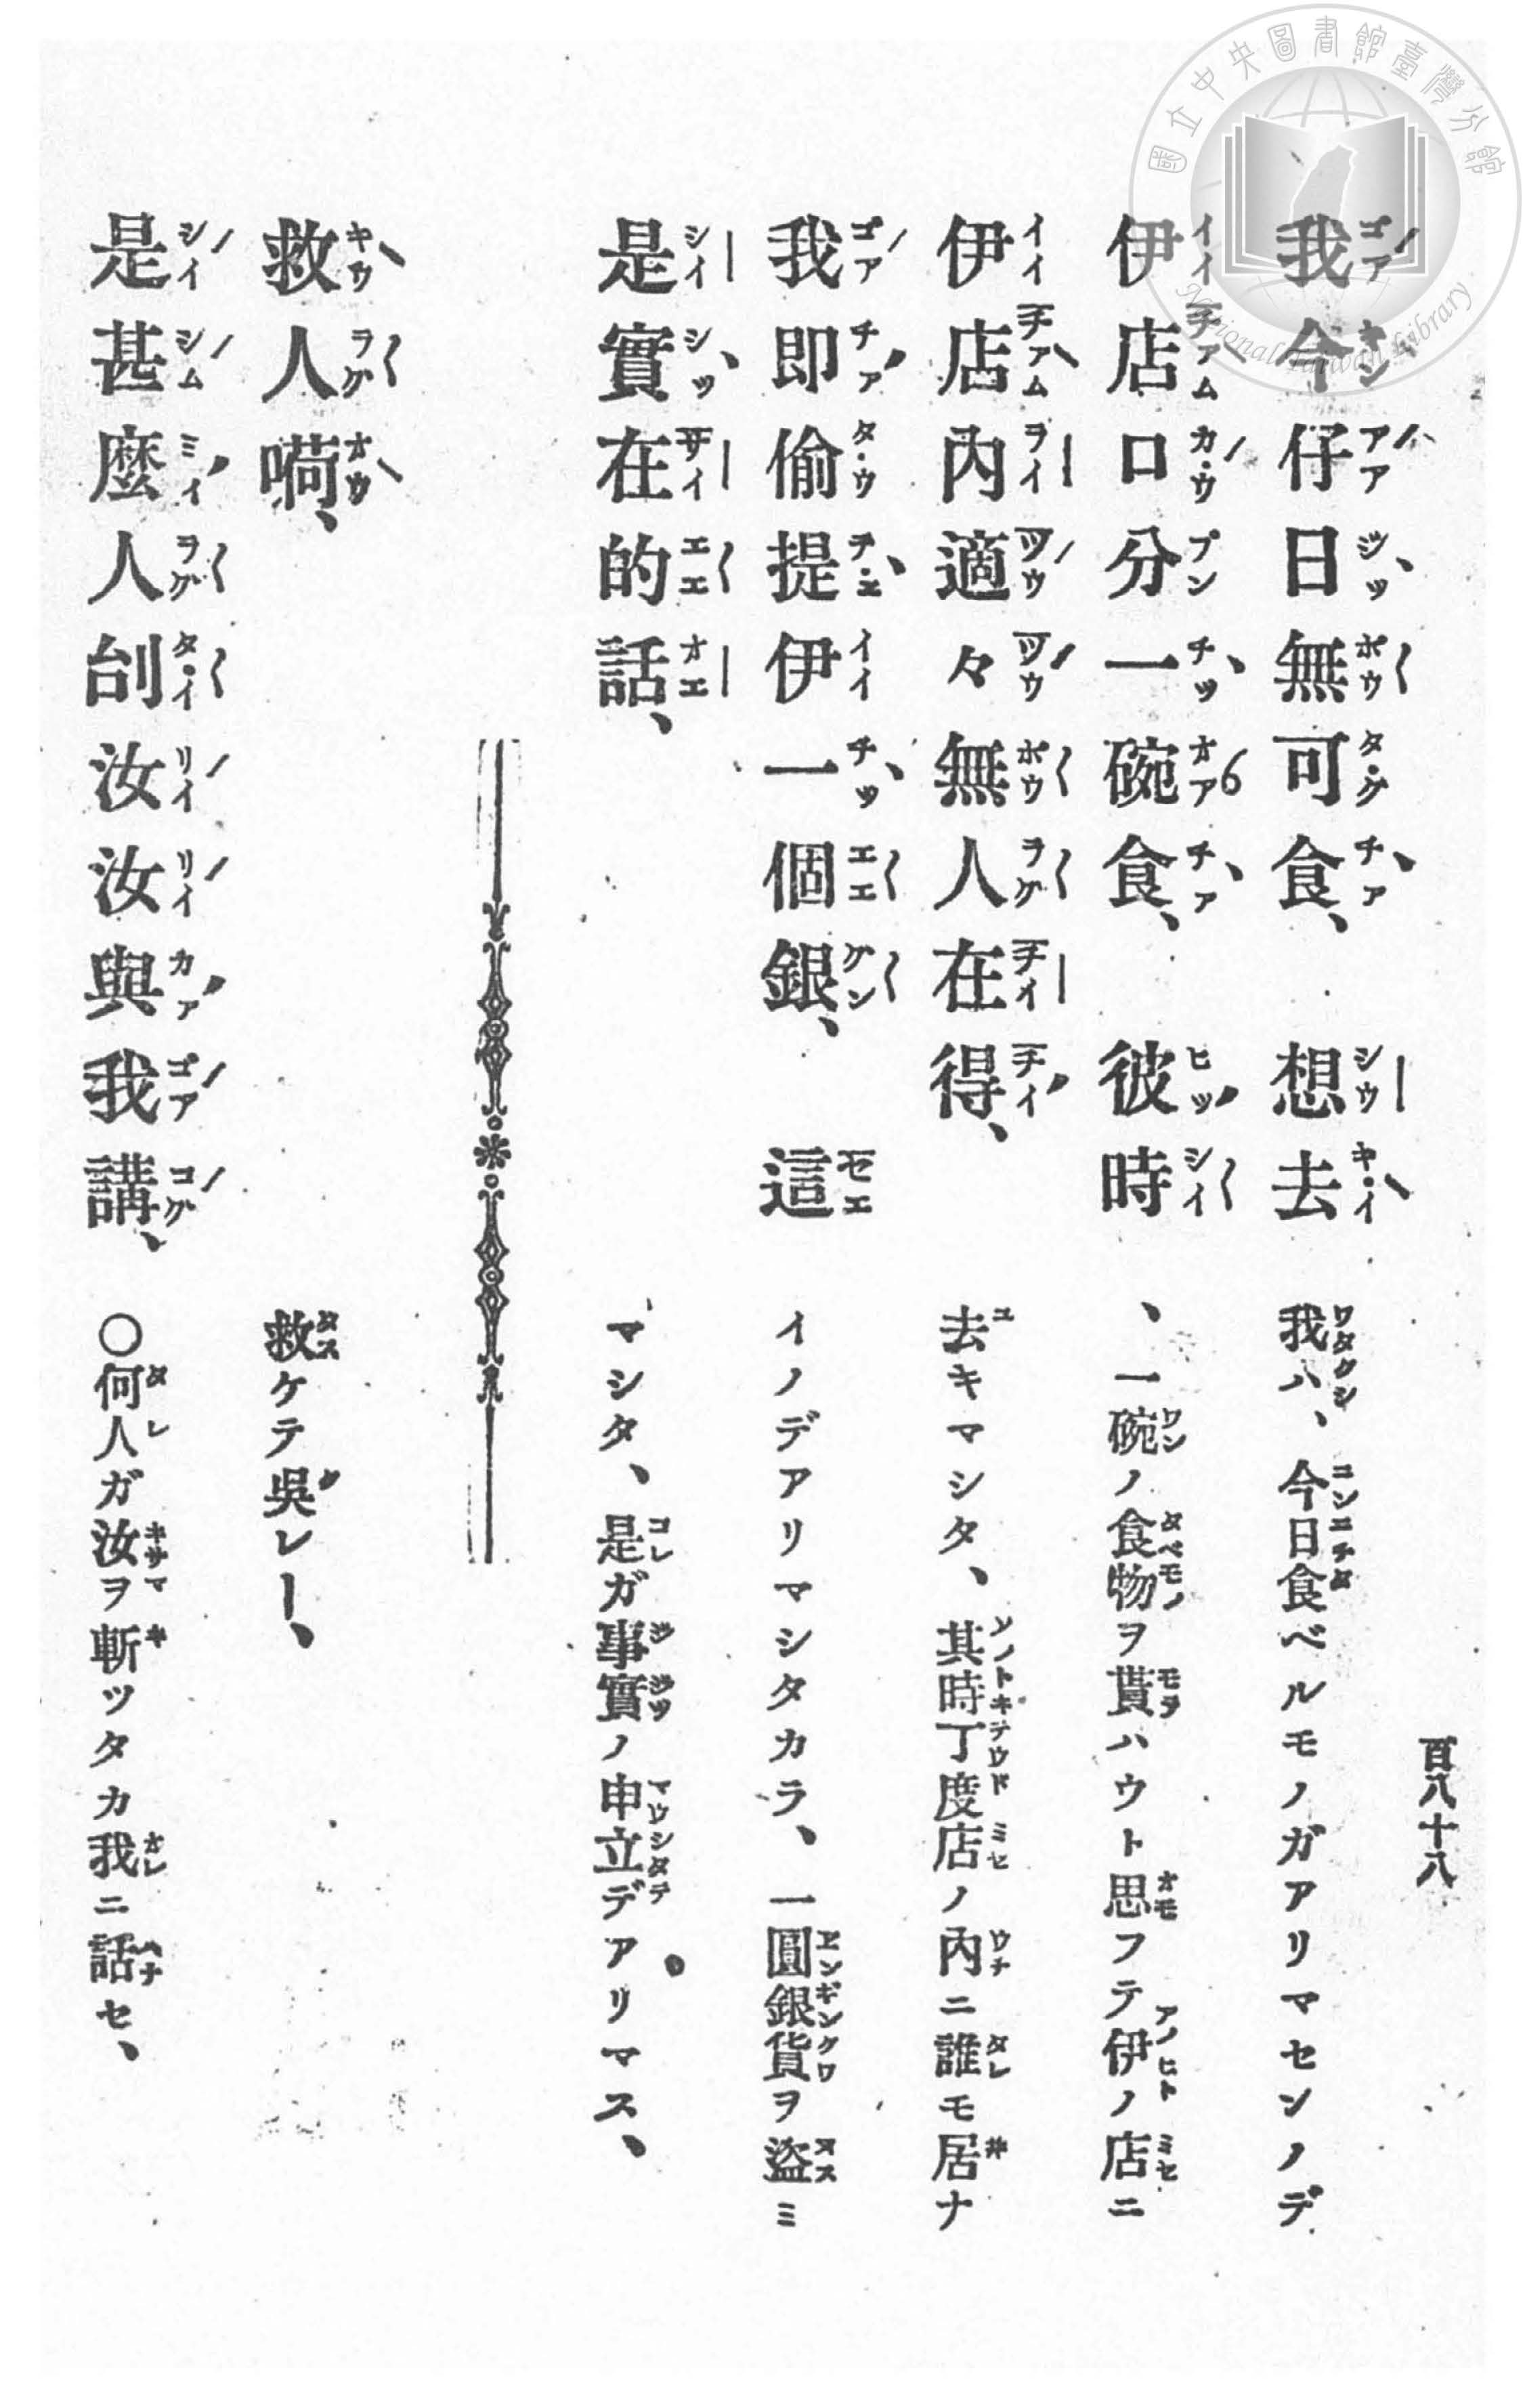 國立中央圖書館臺灣分館
National Taiwan Library
百八十八
我今仔日無可食、想去
伊店口分一碗食、彼時
伊店內適々無人在得、
我即偷提伊一個銀、這
是實在的話、
我ハ、今日食ベルモノガアリマセンノデ
、一碗ノ食物ヲ貰ハウト思フテ伊ノ店ニ
去キマシタ、其時丁度店ノ內ニ誰モ居ナ
イノデアリマシタカラ、一圓銀貨ヲ盜ミ
マシタ、是ガ事實ノ申立デアリマス、
救人嗬、
救ケテ吳レー、
是甚麼人刣汝汝與我講、
〇何人ガ汝ヲ斬ツタカ我ニ話セ、